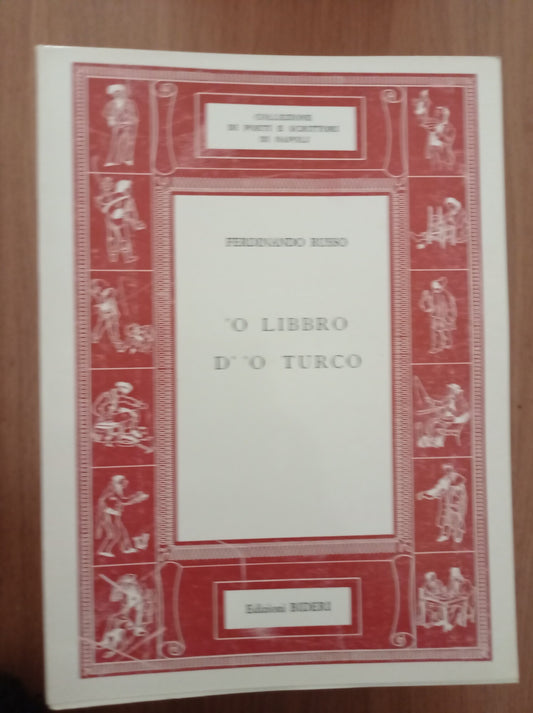 COLLEZIONE
DI POETI E SCRITTORI
DI NAPOLI
FERDINANDO RUSSO
'O LIBBRO
D' 'O TURCO
Edizioni BIDERI